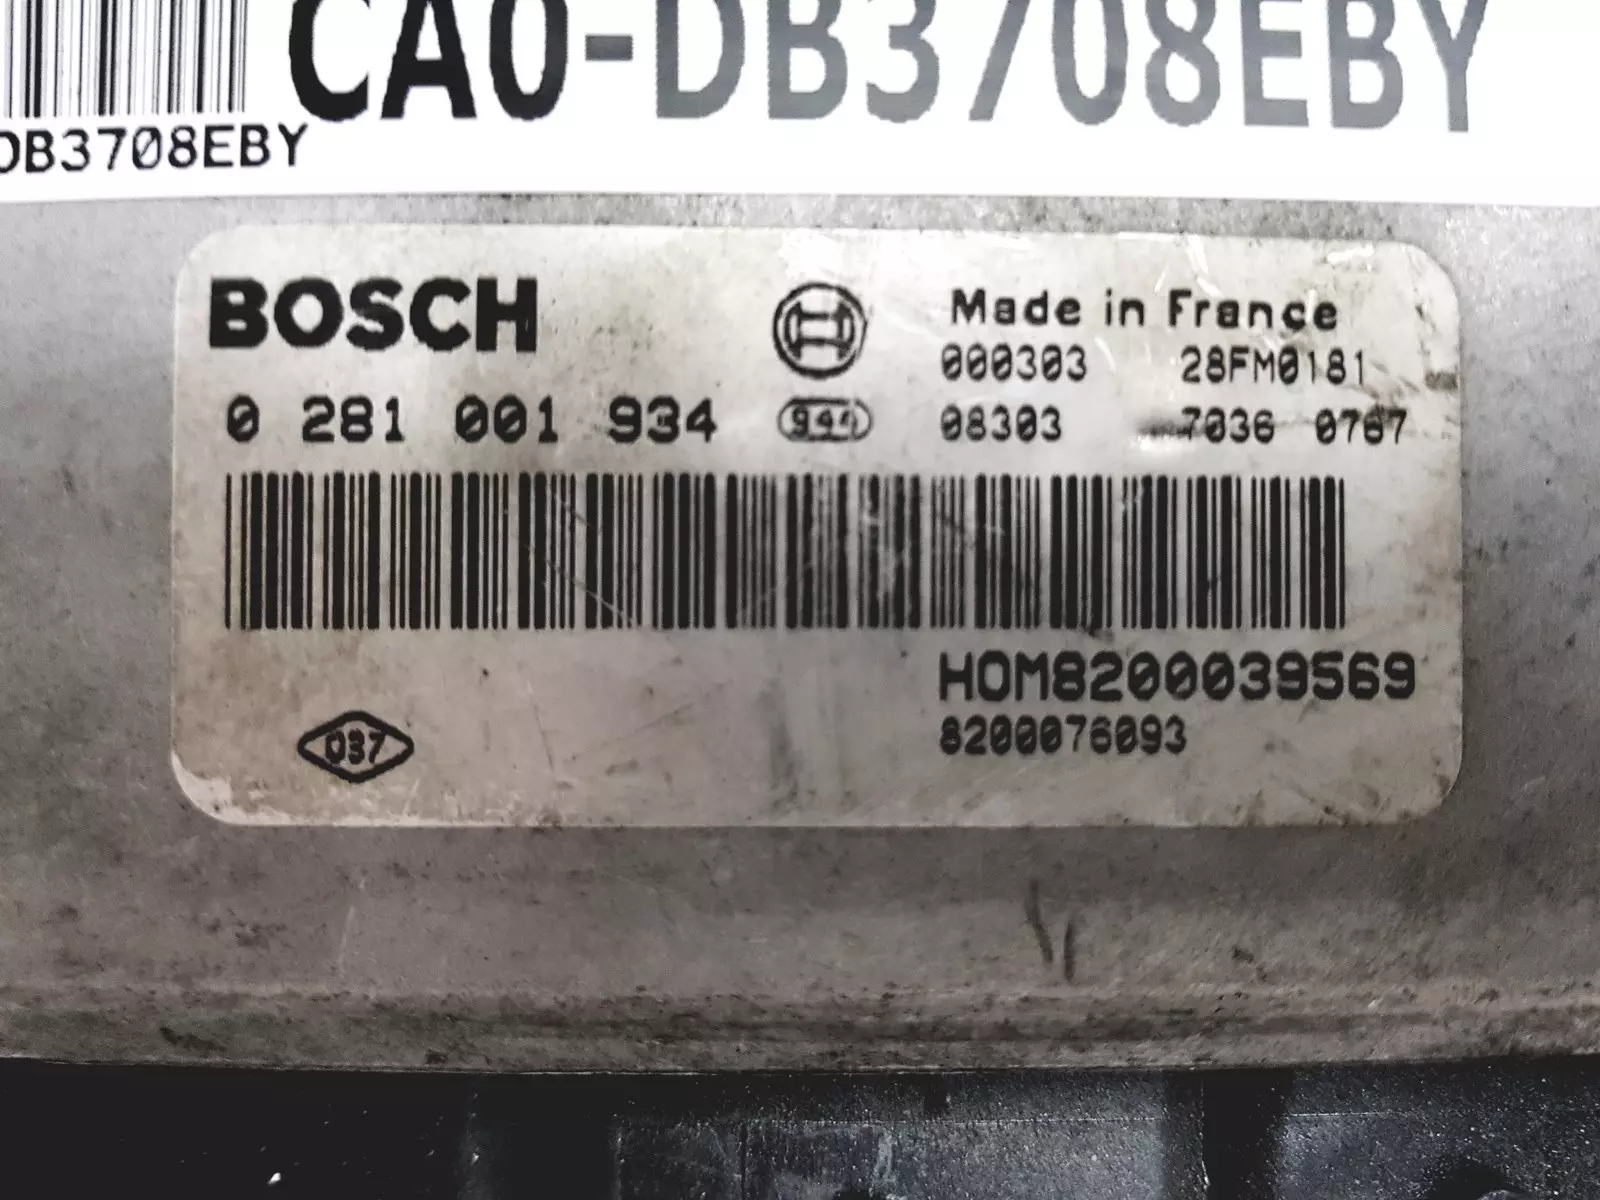 CA0-DB3708EBY
DB3708EBY
BOSCH
Made in France
000303 28FM0181
0 281 001 934 944 08303 7036 0767
HOM8200039569
8200076093
037